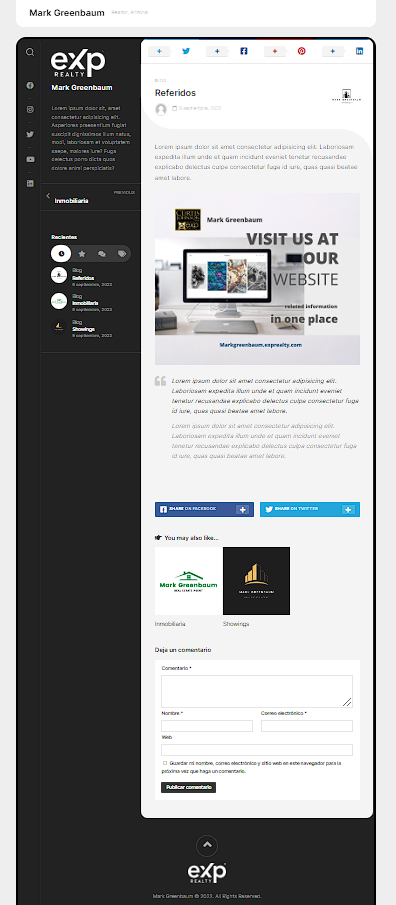 Mark Greenbaum
exp
REALTY
Mark Greenbaum
Lorem ipsum dolor sit amet
consectetur adipisicing elit.
Asperiores praesentium fugiat
suscipit dignissimos illum natus,
modi, laboriosam et voluptatum
saepe, maiores iure? Fuga
delectus porro dicta quos
dolore animi perspiciatis?
PREVIOUS
Inmobiliaria
Recientes
Blog
Referidos
9 septiembre, 2023
Blog
Inmobiliaria
9 septiembre, 2023
Blog
Showings
9 septiembre, 2023
BLOG
Referidos
9 septiembre, 2023
Lorem ipsum dolor sit amet consectetur adipisicing elit. Laboriosam
expedita illum unde et quam incidunt eveniet tenetur recusandae
explicabo delectus culpa consectetur fuga id iure, quas quasi beatae
amet labore.
CURTIS
JOHNSON
exp
Mark Greenbaum
VISIT US AT
OUR
WEBSITE
related information
in one place
Markgreenbaum.exprealty.com
Lorem ipsum dolor sit amet consectetur adipisicing elit.
Laboriosam expedita illum unde et quam incidunt eveniet
tenetur recusandae explicabo delectus culpa consectetur fuga
id iure, quas quasi beatae amet labore.
Lorem ipsum dolor sit amet consectetur adipisicing elit.
Laboriosam expedita illum unde et quam incidunt eveniet
tenetur recusandae explicabo delectus culpa consectetur fuga
id iure, quas quasi beatae amet labore.
SHARE ON FACEBOOK
SHARE ON TWITTER
You may also like...
Mark Greenbaum
REAL ESTATE AGENT
MARK GREENBAUM
Inmobiliaria
Showings
Deja un comentario
Comentario *
Nombre *
Correo electrónico *
Web
Guardar mi nombre, correo electrónico y sitio web en este navegador para la
próxima vez que haga un comentario.
Publicar comentario
exp
REALTY
Mark Greenbaum © 2023. All Rights Reserved.